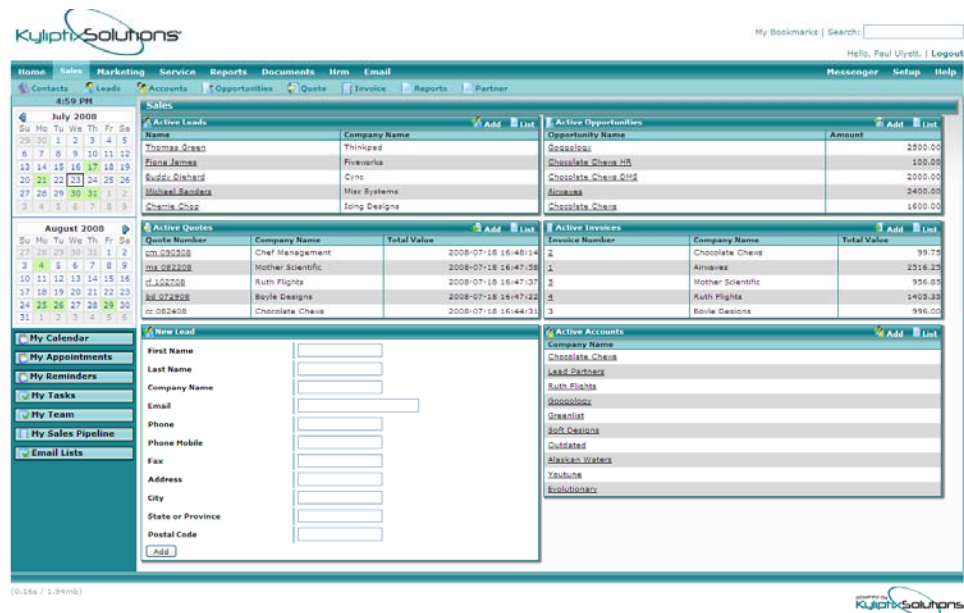 KyliptixSolutions
My Bookmarks | Search:
Hello, Paul Ulyett. | Logout
Home Sales Marketing Service Reports Documents Hrm Email Messenger Setup Help
Contacts Leads Accounts Opportunities Quote Invoice Reports Partner
4:59 PM
July 2008
Su Mo Tu We Th Fr Sa
29 30 1 2 3 4 5
6 7 8 9 10 11 12
13 14 15 16 17 18 19
20 21 22 23 24 25 26
27 28 29 30 31 1 2
3 4 5 6 7 8 9
August 2008
Su Mo Tu We Th Fr Sa
27 28 29 30 31 1 2
3 4 5 6 7 8 9
10 11 12 13 14 15 16
17 18 19 20 21 22 23
24 25 26 27 28 29 30
31 1 2 3 4 5 6
My Calendar
My Appointments
My Reminders
My Tasks
My Team
My Sales Pipeline
Email Lists
Sales
Active Leads Add List
Name Company Name
Thomas Green Thinkpad
Fiona James Fiveworks
Buddy Diehard Cync
Michael Sanders Misc Systems
Cherrie Chop Icing Designs
Active Opportunities Add List
Opportunity Name Amount
Googology 2500.00
Chocolate Chews HR 100.00
Chocolate Chews DMS 2000.00
Airwaves 2400.00
Chocolate Chews 1600.00
Active Quotes Add List
Quote Number Company Name Total Value
cm 090508 Chef Management 2008-07-18 16:48:14
ms 082208 Mother Scientific 2008-07-18 16:47:58
rf 102708 Ruth Flights 2008-07-18 16:47:37
bd 072908 Boyle Designs 2008-07-18 16:47:22
cc 082408 Chocolate Chews 2008-07-18 16:44:31
Active Invoices Add List
Invoice Number Company Name Total Value
2 Chocolate Chews 99.75
1 Airwaves 2516.25
5 Mother Scientific 956.85
4 Ruth Flights 1405.35
3 Boyle Designs 996.00
New Lead
First Name
Last Name
Company Name
Email
Phone
Phone Mobile
Fax
Address
City
State or Province
Postal Code
Add
Active Accounts Add List
Company Name
Chocolate Chews
Lead Partners
Ruth Flights
Googology
Greenlist
Soft Designs
Outdated
Alaskan Waters
Youtune
Evolutionary
(0.16s / 1.94mb)
powered by
KyliptixSolutions